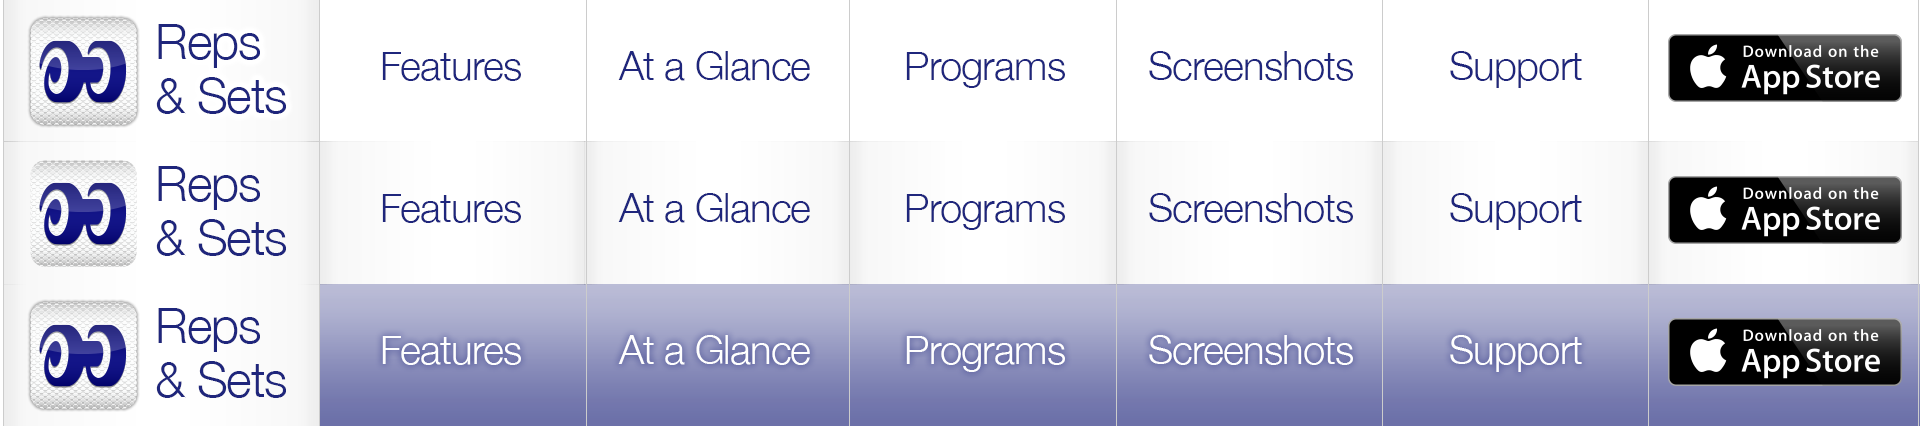 Reps
& Sets
Features
At a Glance
Programs
Screenshots
Support
Download on the
App Store
Reps
& Sets
Features
At a Glance
Programs
Screenshots
Support
Download on the
App Store
Reps
& Sets
Features
At a Glance
Programs
Screenshots
Support
Download on the
App Store